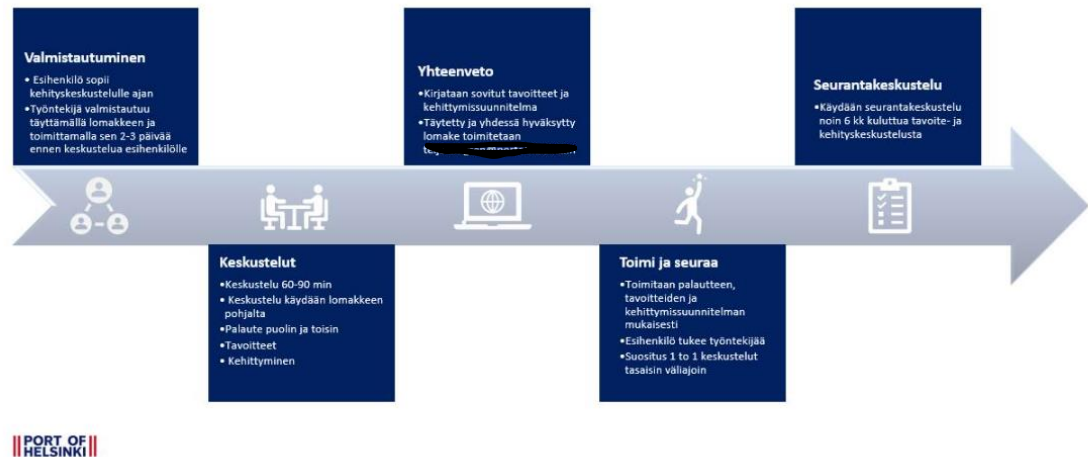 Valmistautuminen
• Esihenkilö sopii
kehityskeskustelulle ajan
•Työntekijä valmistautuu
täyttämällä lomakkeen ja
toimittamalla sen 2-3 päivää
ennen keskustelua esihenkilölle
Keskustelut
•Keskustelu 60-90 min
• Keskustelu käydään lomakkeen
pohjalta
•Palaute puolin ja toisin
•Tavoitteet
• Kehittyminen
Yhteenveto
•Kirjataan sovitut tavoitteet ja
kehittymissuunnitelma
•Täytetty ja yhdessä hyväksytty
lomake toimitetaan
Toimi ja seuraa
•Toimitaan palautteen,
tavoitteiden ja
kehittymissuunnitelman
mukaisesti
•Esihenkilö tukee työntekijää
•Suositus 1 to 1 keskustelut
tasaisin väliajoin
Seurantakeskustelu
•Käydään seurantakeskustelu
noin 6 kk kuluttua tavoite- ja
kehityskeskustelusta
PORT OF
HELSINKI